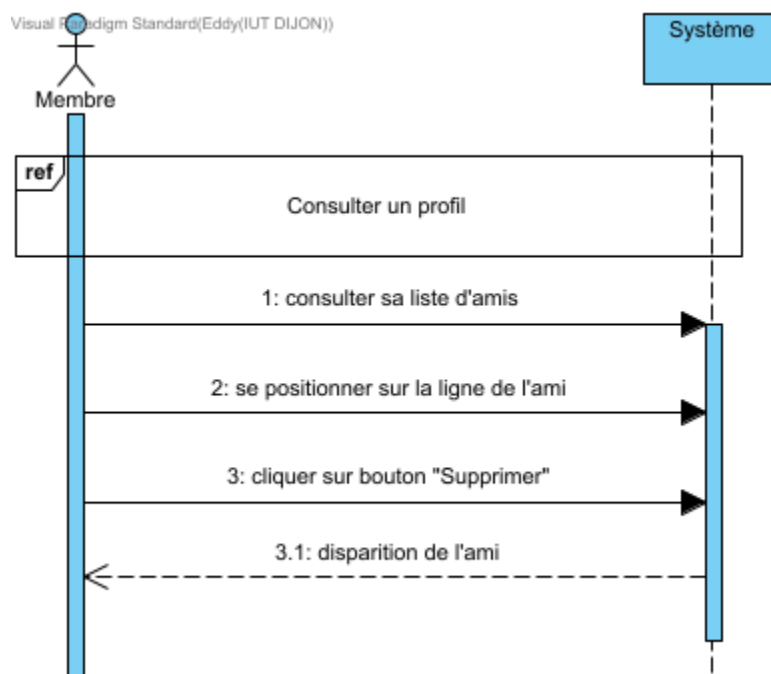 Visual Paradigm Standard(Eddy(IUT DIJON))
Système
Membre
ref
Consulter un profil
1: consulter sa liste d'amis
2: se positionner sur la ligne de l'ami
3: cliquer sur bouton "Supprimer"
3.1: disparition de l'ami